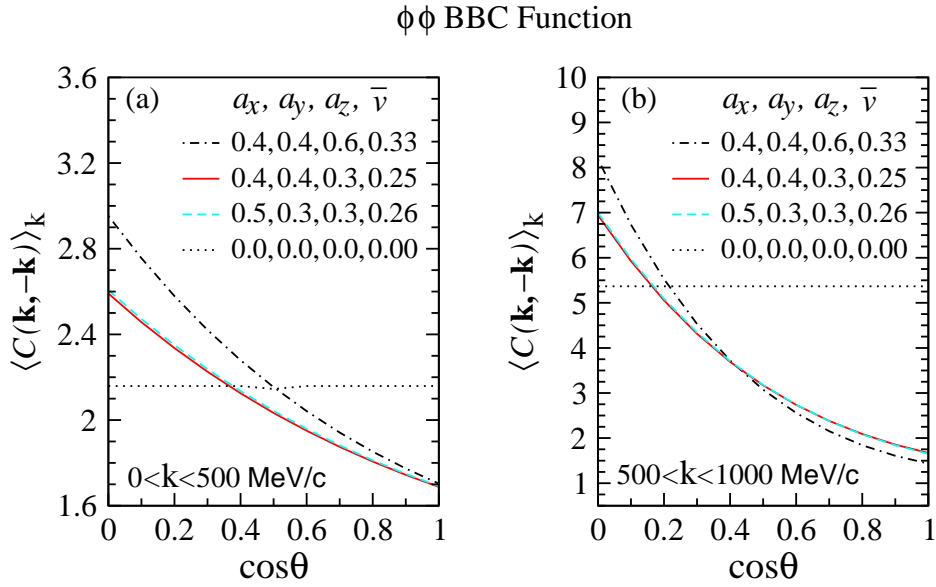 ϕϕ BBC Function
(a)
a_x, a_y, a_z, v̅
0.4,0.4,0.6,0.33
0.4,0.4,0.3,0.25
0.5,0.3,0.3,0.26
0.0,0.0,0.0,0.00
3.6
3.2
2.8
2.4
2
1.6
⟨C(k,-k)⟩_k
0<k<500 MeV/c
0 0.2 0.4 0.6 0.8 1
cosθ
(b)
a_x, a_y, a_z, v̅
0.4,0.4,0.6,0.33
0.4,0.4,0.3,0.25
0.5,0.3,0.3,0.26
0.0,0.0,0.0,0.00
10
9
8
7
6
5
4
3
2
1
⟨C(k,-k)⟩_k
500<k<1000 MeV/c
0 0.2 0.4 0.6 0.8 1
cosθ